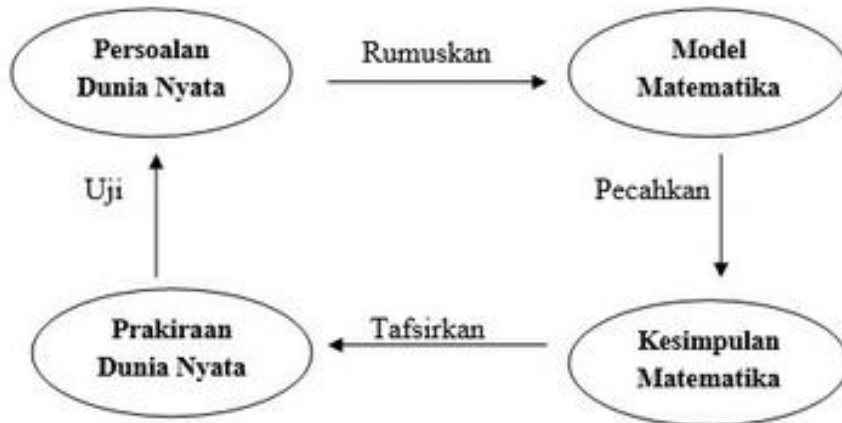 Persoalan
Dunia Nyata
Rumuskan
Model
Matematika
Uji
Pecahkan
Prakiraan
Dunia Nyata
Tafsirkan
Kesimpulan
Matematika